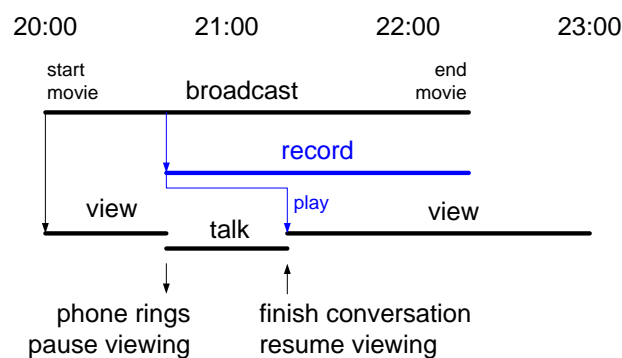 20:00 21:00 22:00 23:00
start
movie
broadcast
end
movie
record
play
view
talk
view
phone rings
pause viewing
finish conversation
resume viewing